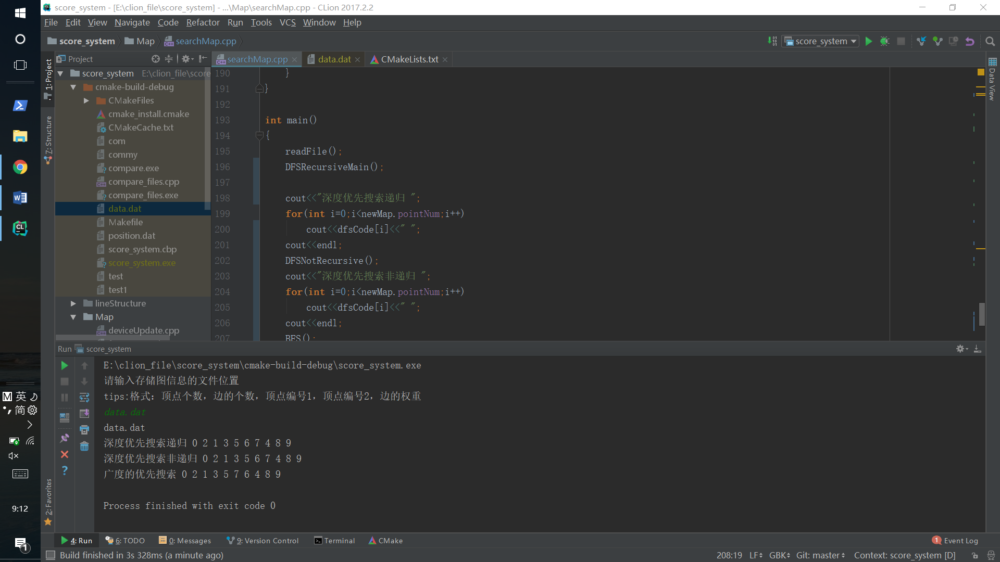 score_system - [E:\clion_file\score_system] - ...\Map\searchMap.cpp - CLion 2017.2.2
File Edit View Navigate Code Refactor Run Tools VCS Window Help
score_system Map searchMap.cpp
score_system
Project
searchMap.cpp data.dat CMakeLists.txt
1: Project
7: Structure
2: Favorites
Data View
score_system E:\clion_file\score
cmake-build-debug
CMakeFiles
cmake_install.cmake
CMakeCache.txt
com
commy
compare.exe
compare_files.cpp
compare_files.exe
data.dat
Makefile
position.dat
score_system.cbp
score_system.exe
test
test1
lineStructure
Map
deviceUpdate.cpp
190 }
191 }
192
193 int main()
194 {
195 readFile();
196 DFSRecursiveMain();
197
198 cout<<"深度优先搜索递归 ";
199 for(int i=0;i<newMap.pointNum;i++)
200 cout<<dfsCode[i]<<" ";
201 cout<<endl;
202 DFSNotRecursive();
203 cout<<"深度优先搜索非递归 ";
204 for(int i=0;i<newMap.pointNum;i++)
205 cout<<dfsCode[i]<<" ";
206 cout<<endl;
207 BFS();
Run score_system
E:\clion_file\score_system\cmake-build-debug\score_system.exe
请输入存储图信息的文件位置
tips:格式: 顶点个数, 边的个数, 顶点编号1, 顶点编号2, 边的权重
data.dat
data.dat
深度优先搜索递归 0 2 1 3 5 6 7 4 8 9
深度优先搜索非递归 0 2 1 3 5 6 7 4 8 9
广度的优先搜索 0 2 1 3 5 7 6 4 8 9
Process finished with exit code 0
4: Run 6: TODO 0: Messages 9: Version Control Terminal CMake 1 Event Log
Build finished in 3s 328ms (a minute ago) 208:19 LF GBK Git: master Context: score_system [D]
M 英
简
9:12
1